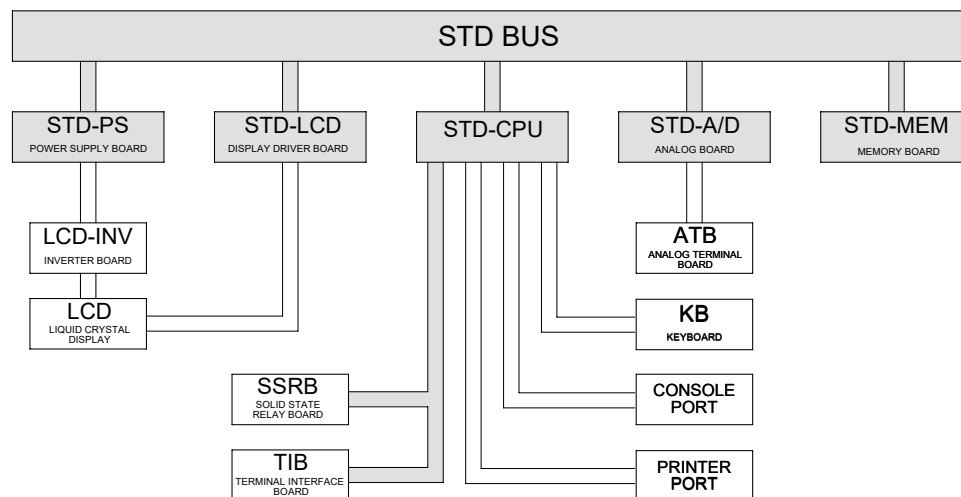 STD BUS
STD-PS
POWER SUPPLY BOARD
STD-LCD
DISPLAY DRIVER BOARD
STD-CPU
STD-A/D
ANALOG BOARD
STD-MEM
MEMORY BOARD
LCD-INV
INVERTER BOARD
ATB
ANALOG TERMINAL
BOARD
LCD
LIQUID CRYSTAL
DISPLAY
KB
KEYBOARD
SSRB
SOLID STATE
RELAY BOARD
CONSOLE
PORT
TIB
TERMINAL INTERFACE
BOARD
PRINTER
PORT